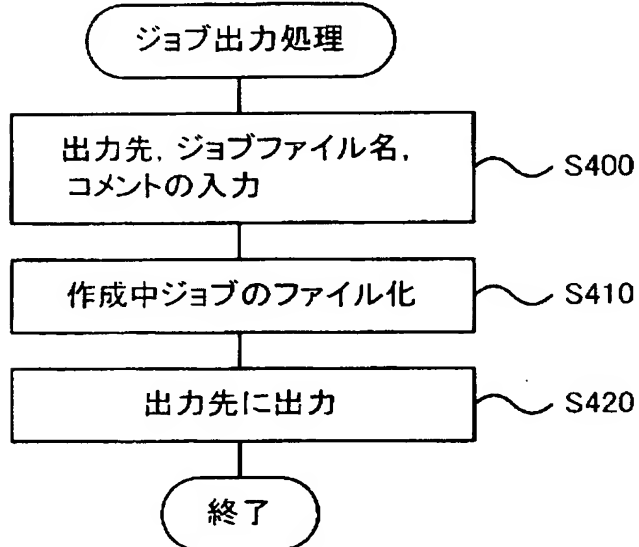 ジョブ出力処理
出力先，ジョブファイル名，
コメントの入力
S400
作成中ジョブのファイル化
S410
出力先に出力
S420
終了